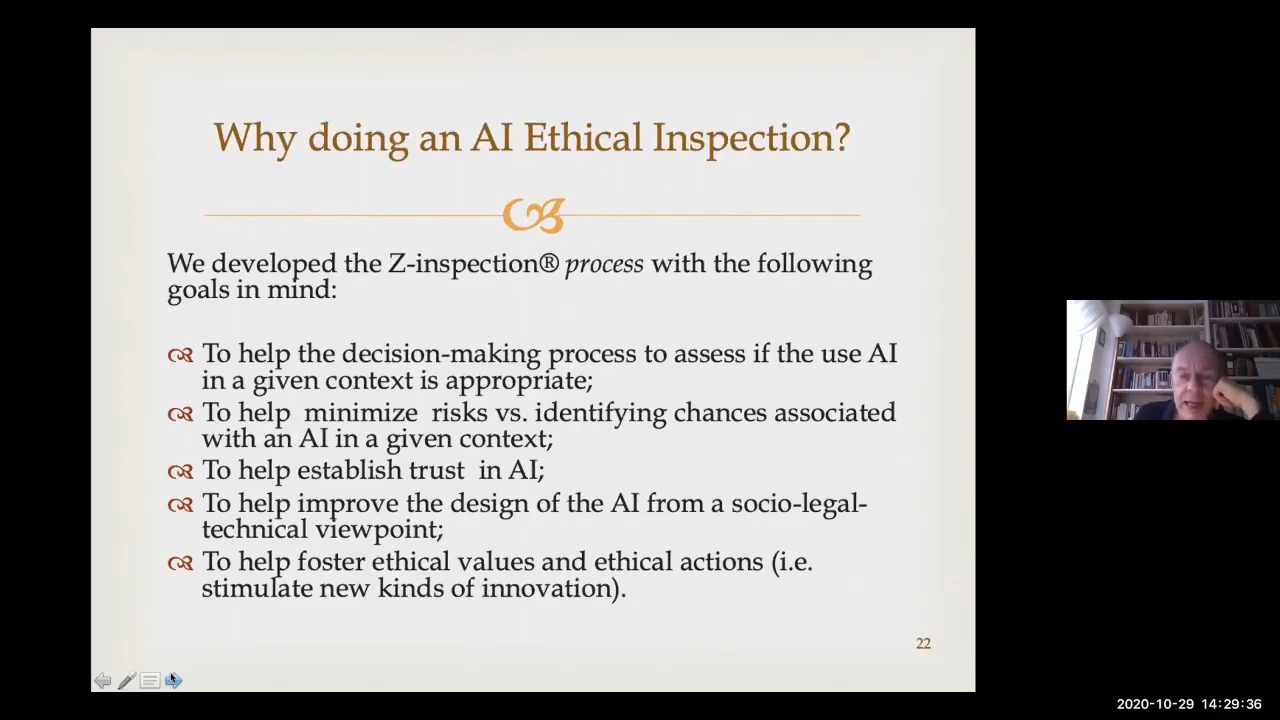 Why doing an AI Ethical Inspection?
We developed the Z-inspection® process with the following
goals in mind:
To help the decision-making process to assess if the use AI
in a given context is appropriate;
To help minimize risks vs. identifying chances associated
with an AI in a given context;
To help establish trust in AI;
To help improve the design of the AI from a socio-legal-
technical viewpoint;
To help foster ethical values and ethical actions (i.e.
stimulate new kinds of innovation).
22
2020-10-29 14:29:36